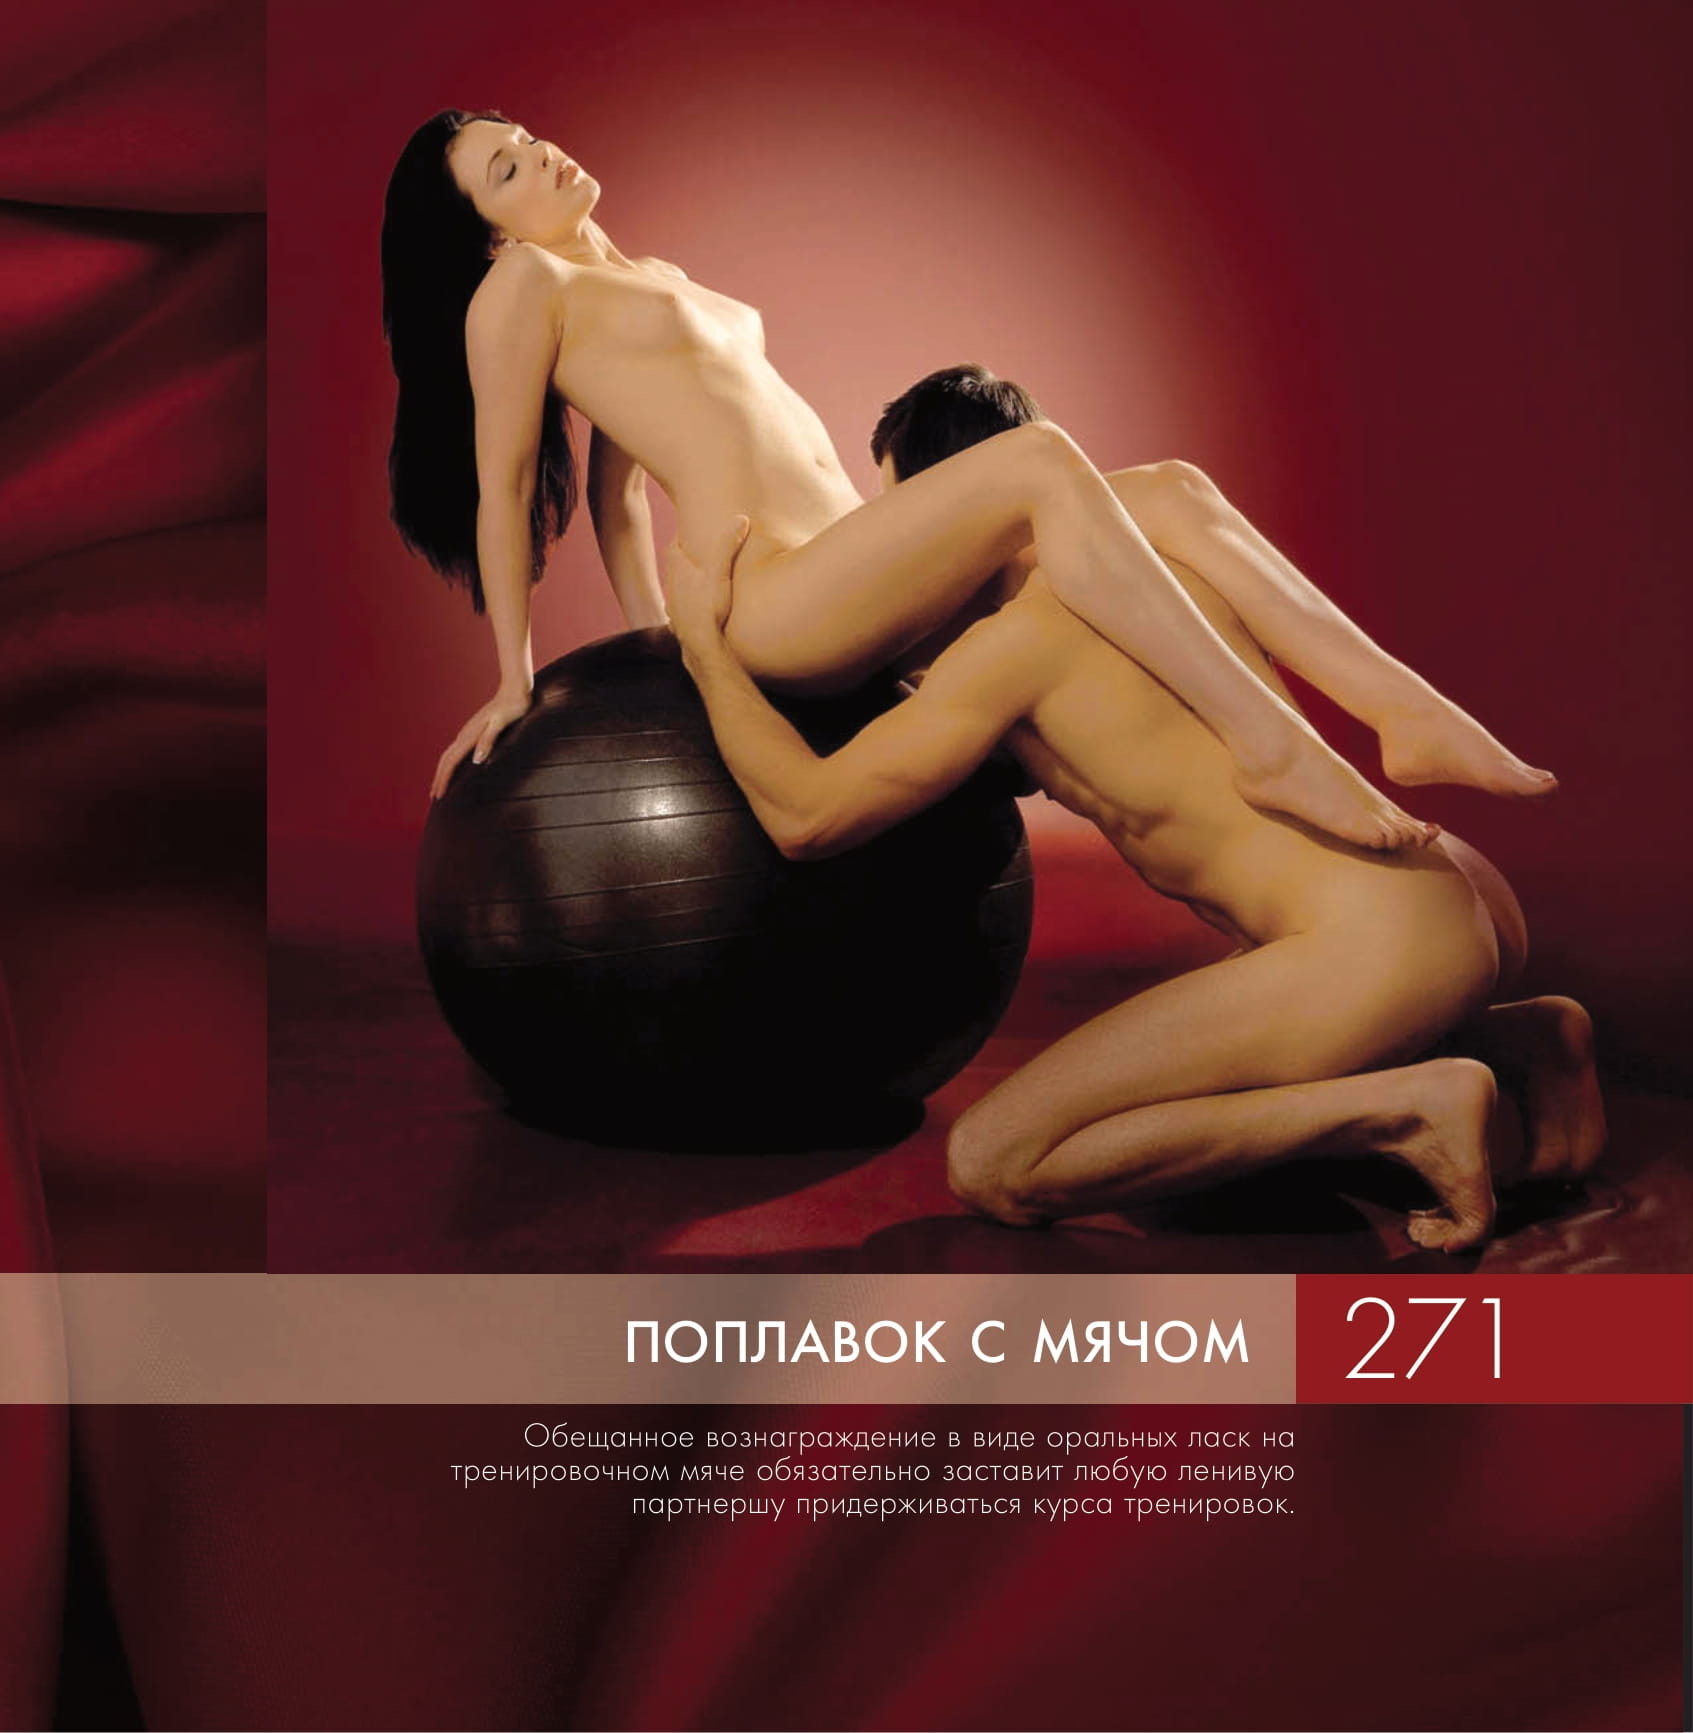 ПОПЛАВОК С МЯЧОМ 271
Обещанное вознаграждение в виде оральных ласк на
тренировочном мяче обязательно заставит любую ленивую
партнершу придерживаться курса тренировок.